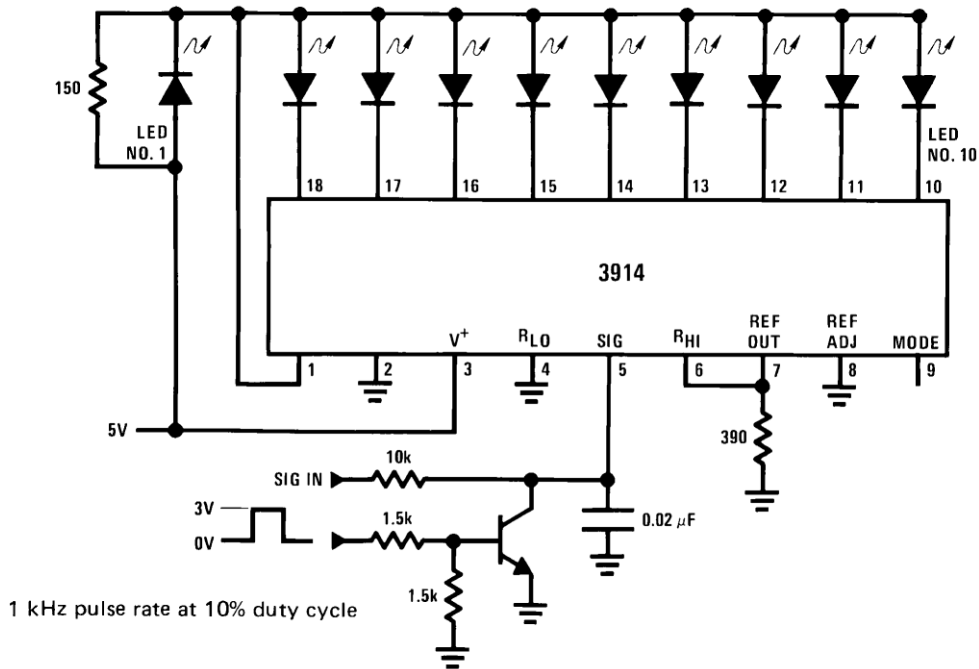 150
LED
NO. 1
LED
NO. 10
18 17 16 15 14 13 12 11 10
3914
V+ RLO SIG RHI REF OUT REF ADJ MODE
1 2 3 4 5 6 7 8 9
5V
390
SIG IN
10k
3V
0V
1.5k
0.02 µF
1.5k
1 kHz pulse rate at 10% duty cycle